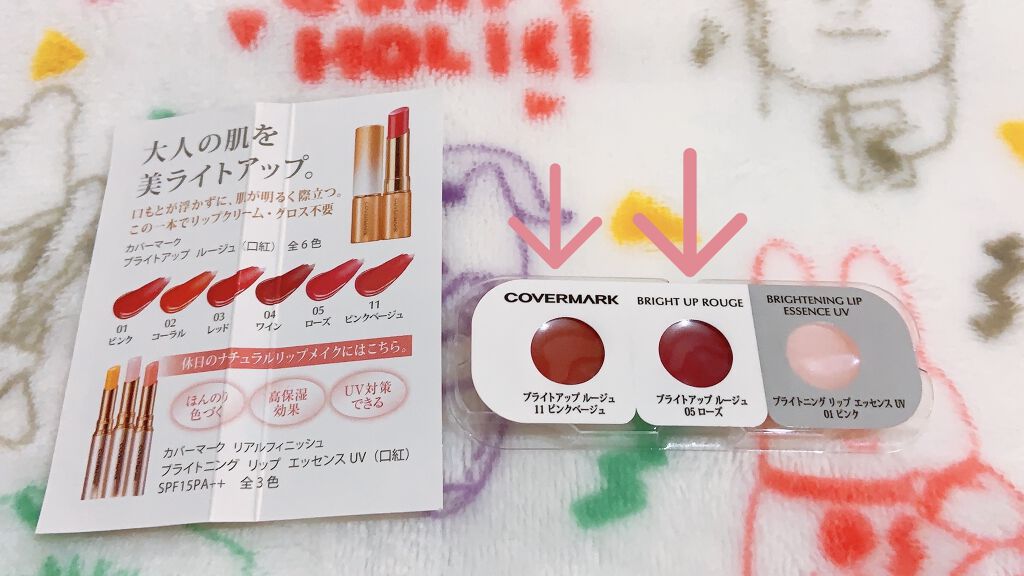 HOLIC!
大人の肌を
美ライトアップ。
口もとが浮かずに、肌が明るく際立つ。
この一本でリップクリーム・グロス不要
カバーマーク
ブライトアップ ルージュ（口紅） 全6色
01
ピンク
02
コーラル
03
レッド
04
ワイン
05
ローズ
11
ピンクベージュ
休日のナチュラルリップメイクにはこちら。
ほんのり
色づく
高保湿
効果
UV対策
できる
カバーマーク リアルフィニッシュ
ブライトニング リップ エッセンス UV（口紅）
SPF15PA++ 全3色
COVERMARK
ブライトアップ ルージュ
11 ピンクベージュ
BRIGHT UP ROUGE
ブライトアップ ルージュ
05 ローズ
BRIGHTENING LIP
ESSENCE UV
ブライトニング リップ エッセンス UV
01 ピンク